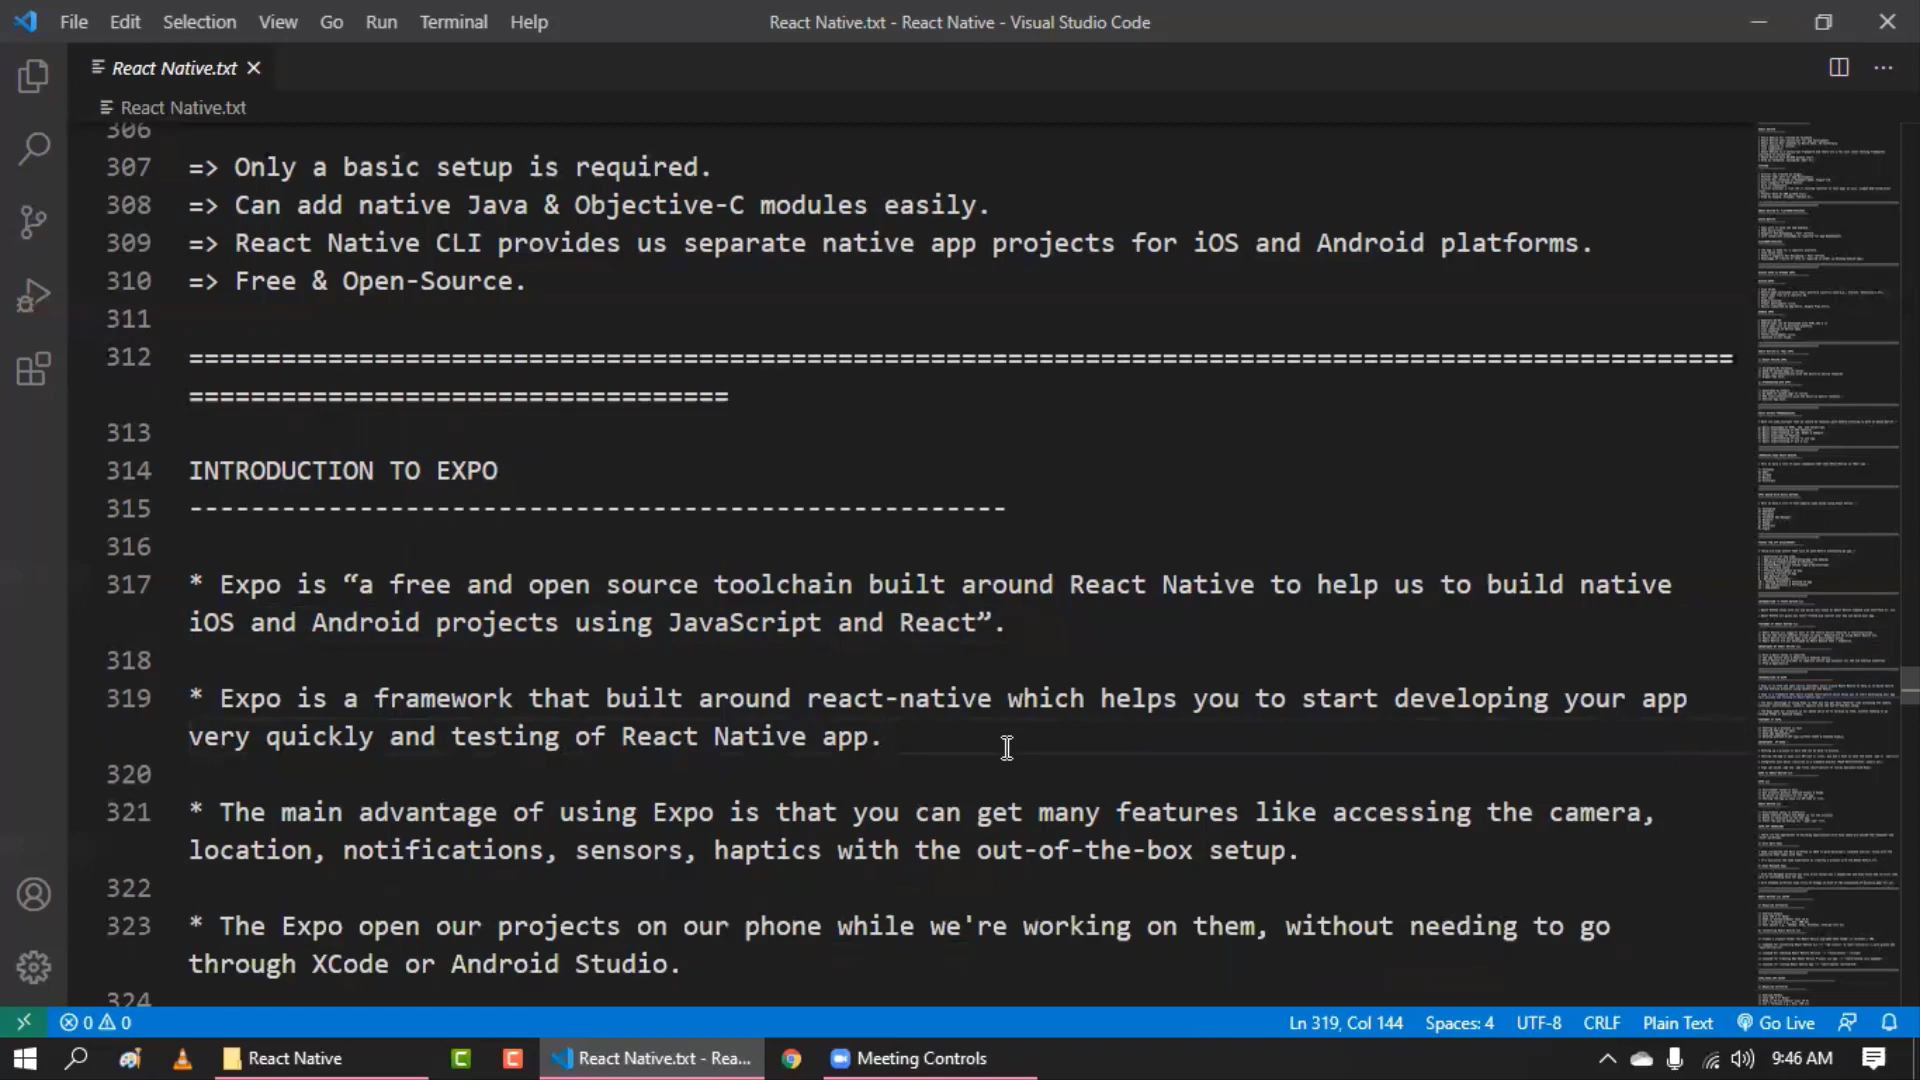 File Edit Selection View Go Run Terminal Help
React Native.txt - React Native - Visual Studio Code
React Native.txt
React Native.txt
306
307 => Only a basic setup is required.
308 => Can add native Java & Objective-C modules easily.
309 => React Native CLI provides us separate native app projects for iOS and Android platforms.
310 => Free & Open-Source.
311
312 ====================================================================================================
===================================
313
314 INTRODUCTION TO EXPO
315 -----------------------------------------------------
316
317 * Expo is “a free and open source toolchain built around React Native to help us to build native
iOS and Android projects using JavaScript and React”.
318
319 * Expo is a framework that built around react-native which helps you to start developing your app
very quickly and testing of React Native app.
320
321 * The main advantage of using Expo is that you can get many features like accessing the camera,
location, notifications, sensors, haptics with the out-of-the-box setup.
322
323 * The Expo open our projects on our phone while we're working on them, without needing to go
through XCode or Android Studio.
324
0 0
Ln 319, Col 144 Spaces: 4 UTF-8 CRLF Plain Text Go Live
React Native
React Native.txt - Rea...
Meeting Controls
9:46 AM